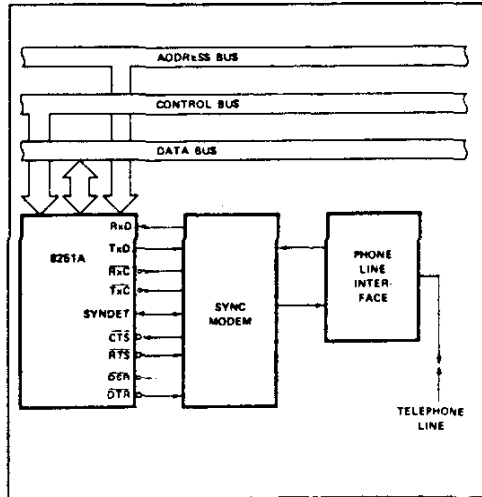 ADDRESS BUS
CONTROL BUS
DATA BUS
8251A
RxD
TxD
RxC
TxC
SYNDET
CTS
RTS
DSR
DTR
SYNC
MODEM
PHONE
LINE
INTER-
FACE
TELEPHONE
LINE